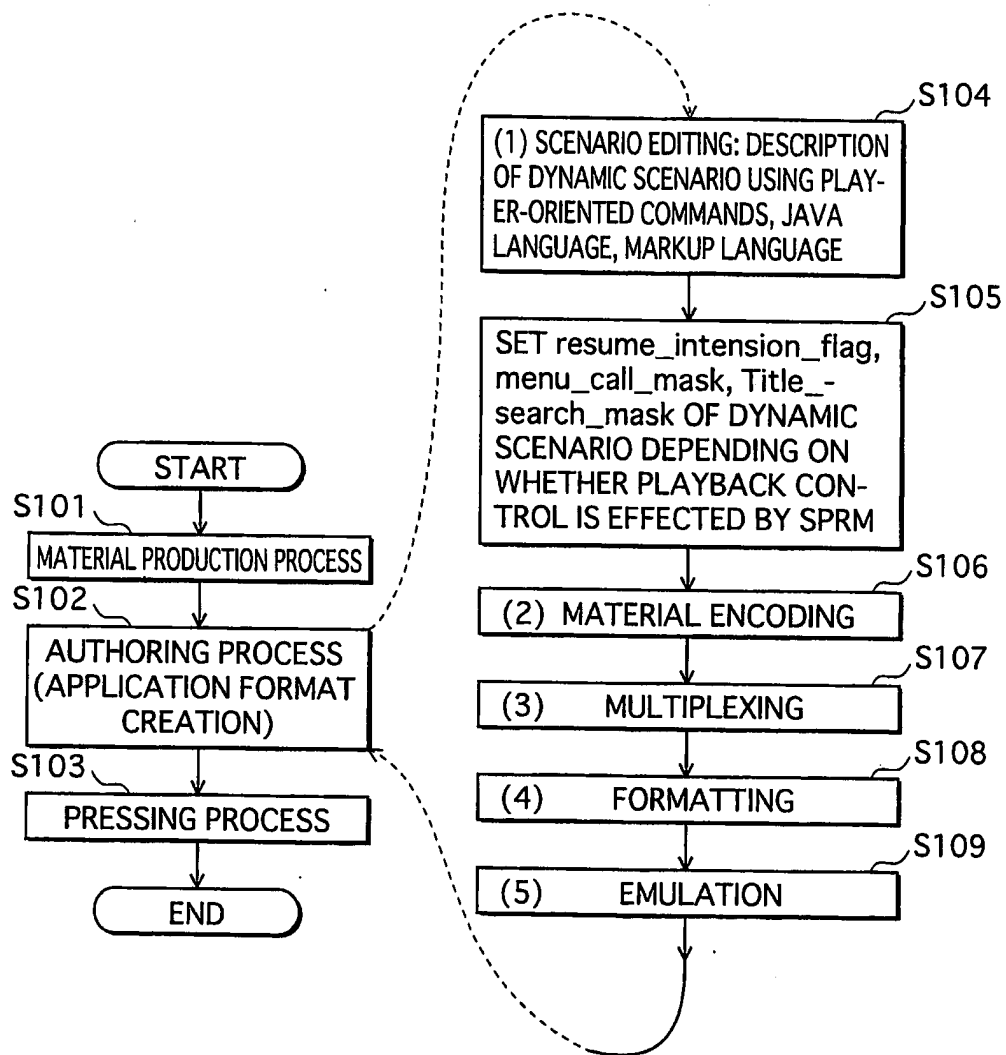 START
S101
MATERIAL PRODUCTION PROCESS
S102
AUTHORING PROCESS
(APPLICATION FORMAT
CREATION)
S103
PRESSING PROCESS
END
S104
(1) SCENARIO EDITING: DESCRIPTION
OF DYNAMIC SCENARIO USING PLAY-
ER-ORIENTED COMMANDS, JAVA
LANGUAGE, MARKUP LANGUAGE
S105
SET resume_intension_flag,
menu_call_mask, Title_-
search_mask OF DYNAMIC
SCENARIO DEPENDING ON
WHETHER PLAYBACK CON-
TROL IS EFFECTED BY SPRM
S106
(2) MATERIAL ENCODING
S107
(3) MULTIPLEXING
S108
(4) FORMATTING
S109
(5) EMULATION